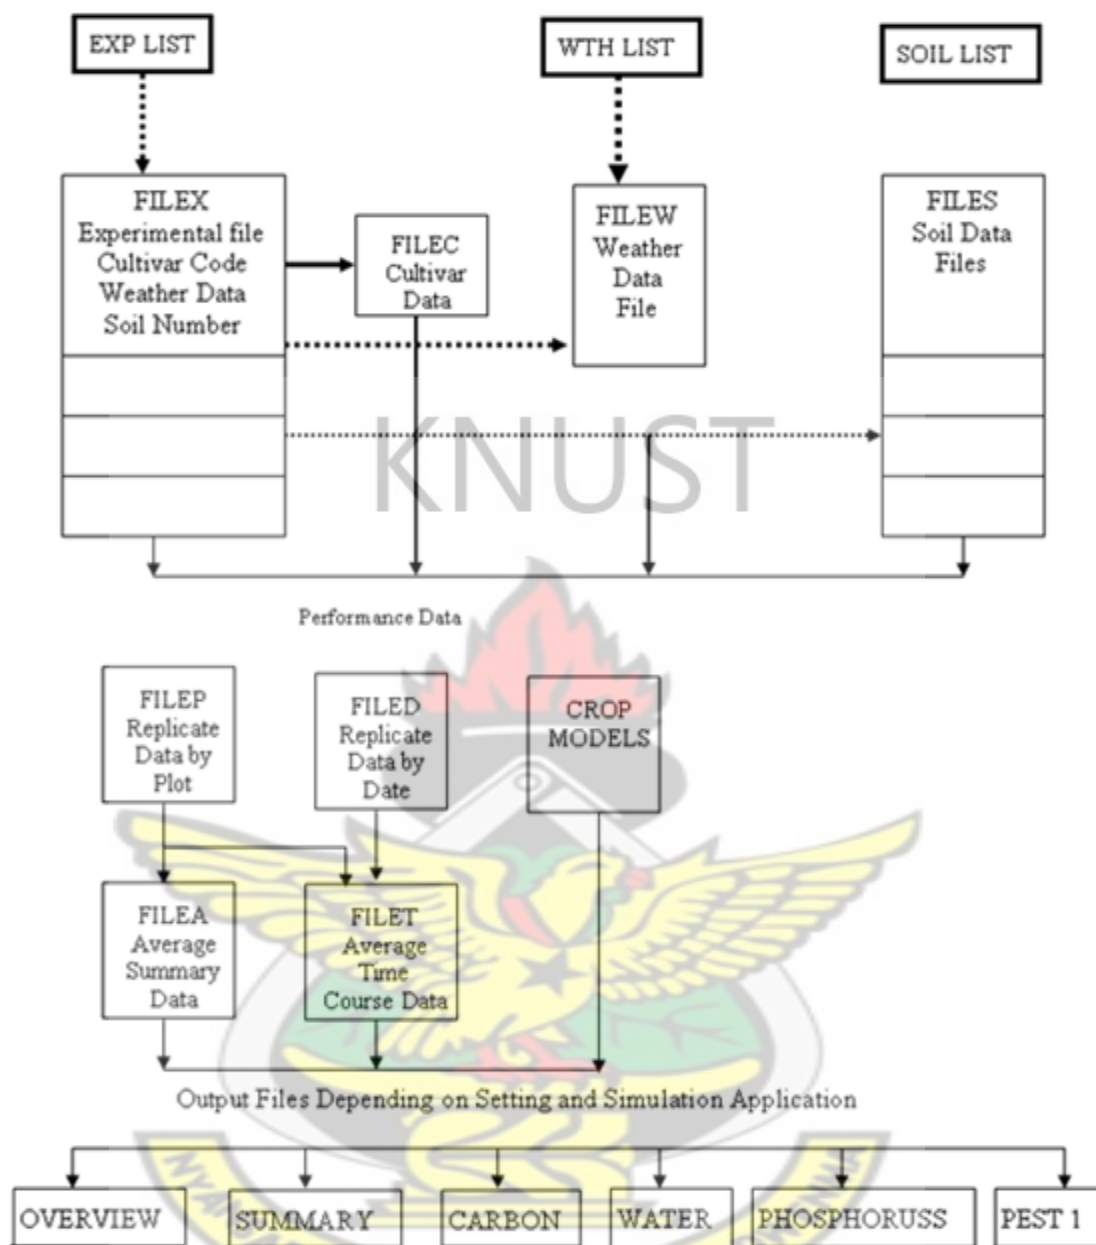 EXP LIST
WTH LIST
SOIL LIST
FILEX
Experimental file
Cultivar Code
Weather Data
Soil Number
FILEC
Cultivar
Data
FILEW
Weather
Data
File
FILES
Soil Data
Files
KNUST
Performance Data
FILEP
Replicate
Data by
Plot
FILED
Replicate
Data by
Date
CROP
MODELS
FILEA
Average
Summary
Data
FILET
Average
Time
Course Data
Output Files Depending on Setting and Simulation Application
OVERVIEW
SUMMARY
CARBON
WATER
PHOSPHORUSS
PEST 1